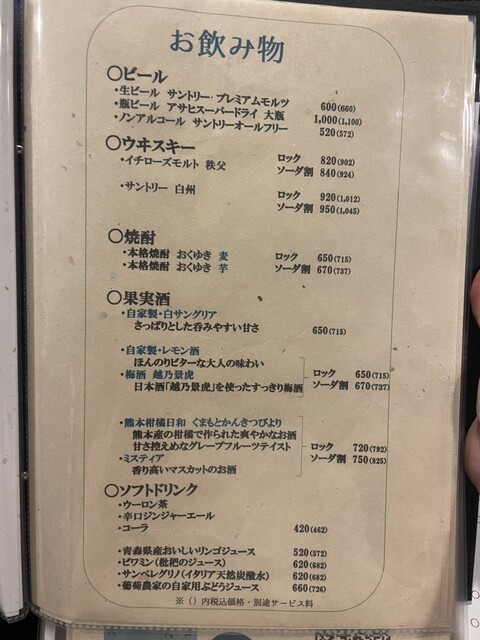 お飲み物
○ビール
・生ビール サントリー・プレミアムモルツ 600(660)
・瓶ビール アサヒスーパードライ 大瓶 1,000(1,100)
・ノンアルコール サントリーオールフリー 520(572)
○ウヰスキー
・イチローズモルト 秩父 ロック 820(902)
ソーダ割 840(924)
・サントリー 白州 ロック 920(1,012)
ソーダ割 950(1,045)
○焼酎
・本格焼酎 おくゆき 麦 ロック 650(715)
・本格焼酎 おくゆき 芋 ソーダ割 670(737)
○果実酒
・自家製・白サングリア
さっぱりとした呑みやすい甘さ 650(715)
・自家製・レモン酒
ほんのりビターな大人の味わい
・梅酒 越乃景虎 ロック 650(715)
日本酒「越乃景虎」を使ったすっきり梅酒 ソーダ割 670(737)
・熊本柑橘日和 くまもとかんきつびより
熊本産の柑橘で作られた爽やかなお酒
甘さ控えめなグレープフルーツテイスト ロック 720(792)
・ミスティア ソーダ割 750(825)
香り高いマスカットのお酒
○ソフトドリンク
・ウーロン茶
・辛口ジンジャーエール
・コーラ 420(462)
・青森県産おいしいリンゴジュース 520(572)
・ビワミン(枇杷のジュース) 620(682)
・サンペレグリノ(イタリア天然炭酸水) 620(682)
・葡萄農家の自家用ぶどうジュース 660(726)
※()内税込価格・別途サービス料